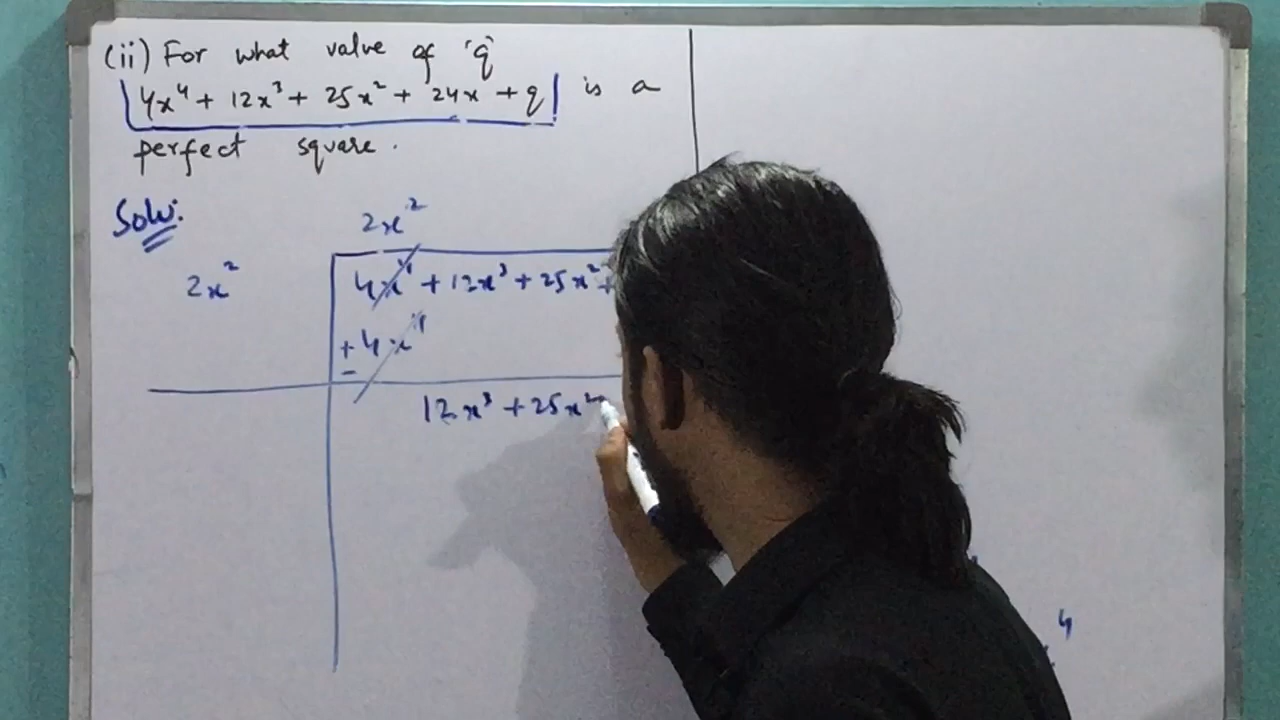 (ii) For what value of 'q'
4x⁴ + 12x³ + 25x² + 24x + q is a
perfect square.
Solu:
2x²
2x² 4x⁴ + 12x³ + 25x² +
+ 4x⁴
−
12x³ + 25x²
4